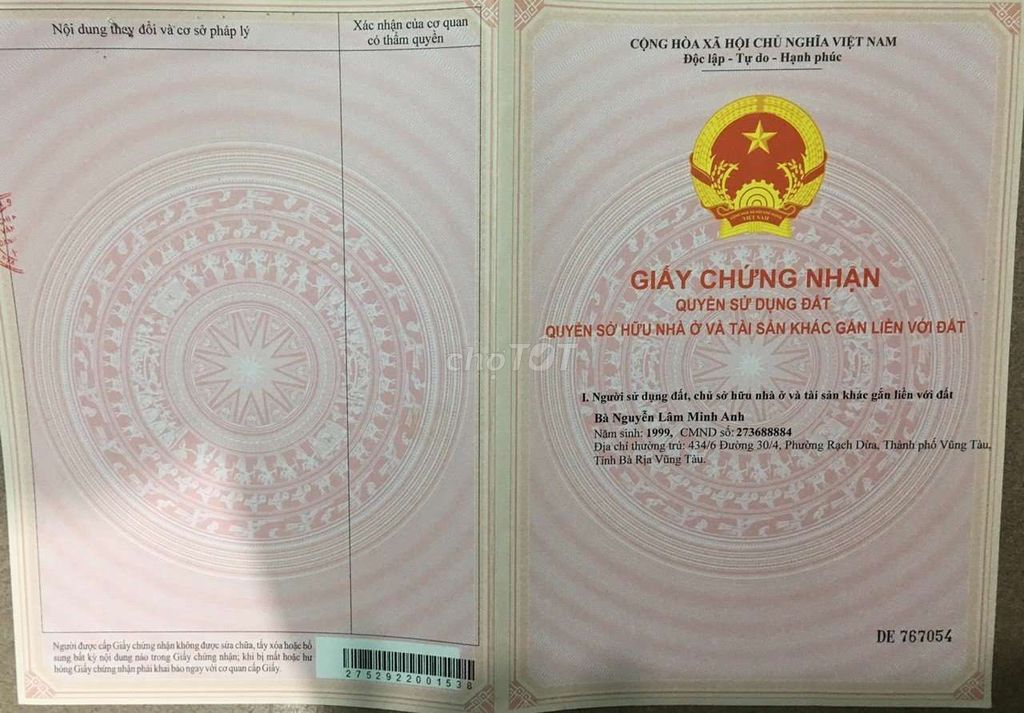 Nội dung thay đổi và cơ sở pháp lý
Xác nhận của cơ quan
có thẩm quyền
Người được cấp Giấy chứng nhận không được sửa chữa, tẩy xóa hoặc bổ
sung bất kỳ nội dung nào trong Giấy chứng nhận; khi bị mất hoặc hư
hỏng Giấy chứng nhận phải khai báo ngay với cơ quan cấp Giấy.
2752922001538
CỘNG HÒA XÃ HỘI CHỦ NGHĨA VIỆT NAM
Độc lập - Tự do - Hạnh phúc
VIỆT NAM
GIẤY CHỨNG NHẬN
QUYỀN SỬ DỤNG ĐẤT
QUYỀN SỞ HỮU NHÀ Ở VÀ TÀI SẢN KHÁC GẮN LIỀN VỚI ĐẤT
chợTỐT
I. Người sử dụng đất, chủ sở hữu nhà ở và tài sản khác gắn liền với đất
Bà Nguyễn Lâm Minh Anh
Năm sinh: 1999, CMND số: 273688884
Địa chỉ thường trú: 434/6 Đường 30/4, Phường Rạch Dừa, Thành phố Vũng Tàu,
Tỉnh Bà Rịa Vũng Tàu.
DE 767054